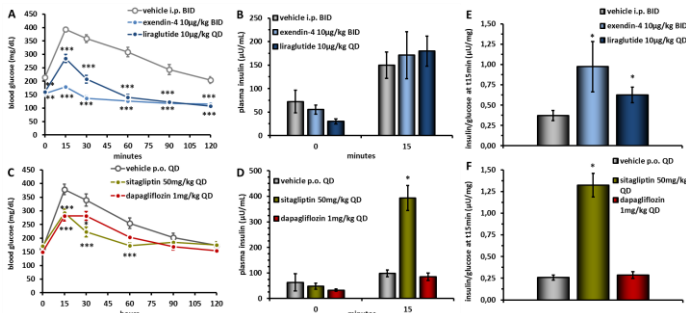 A
vehicle i.p. BID
exendin-4 10µg/kg BID
liraglutide 10µg/kg QD
blood glucose (mg/dL)
450
400
350
300
250
200
150
100
50
0
***
***
***
**
**
***
***
***
***
***
***
0 15 30 45 60 75 90 105 120
minutes
B
vehicle i.p. BID
exendin-4 10µg/kg BID
liraglutide 10µg/kg QD
plasma insulin (µU/mL)
250
200
150
100
50
0
0 15
minutes
E
vehicle i.p. BID
exendin-4 10µg/kg BID
liraglutide 10µg/kg QD
insulin/glucose at t15min (µU/mg)
1,50
1,25
1,00
0,75
0,50
0,25
0,00
*
*
C
vehicle p.o. QD
sitagliptin 50mg/kg QD
dapagliflozin 1mg/kg QD
blood glucose (mg/dL)
450
400
350
300
250
200
150
100
50
0
***
***
*
***
***
0 15 30 45 60 75 90 105 120
hours
D
vehicle p.o. QD
sitagliptin 50mg/kg QD
dapagliflozin 1mg/kg QD
plasma insulin (µU/mL)
500
400
300
200
100
0
*
0 15
minutes
F
vehicle p.o. QD
sitagliptin 50mg/kg
QD
dapagliflozin
1mg/kg QD
insulin/glucose at t15min (µU/mg)
1,50
1,25
1,00
0,75
0,50
0,25
0,00
*